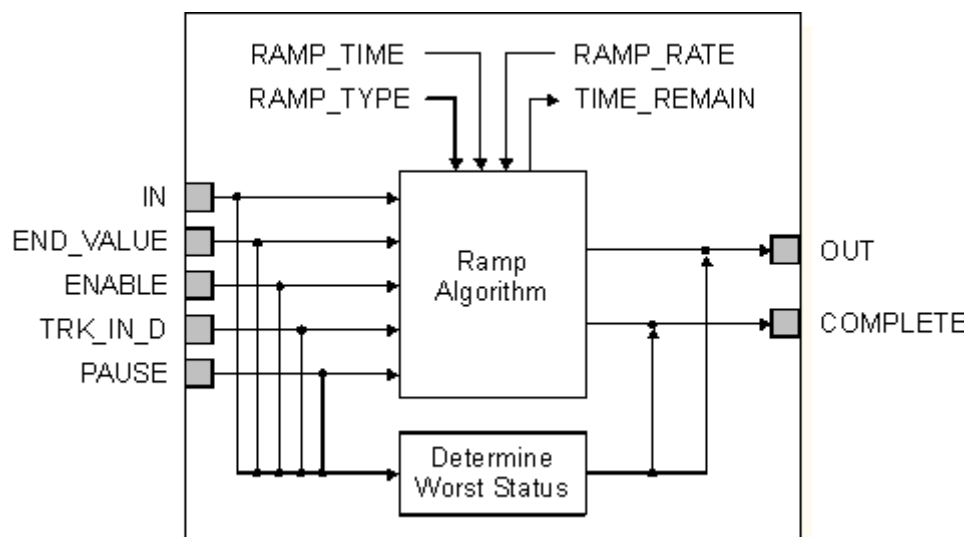 RAMP_TIME
RAMP_RATE
RAMP_TYPE
TIME_REMAIN
IN
END_VALUE
ENABLE
TRK_IN_D
PAUSE
Ramp
Algorithm
OUT
COMPLETE
Determine
Worst Status